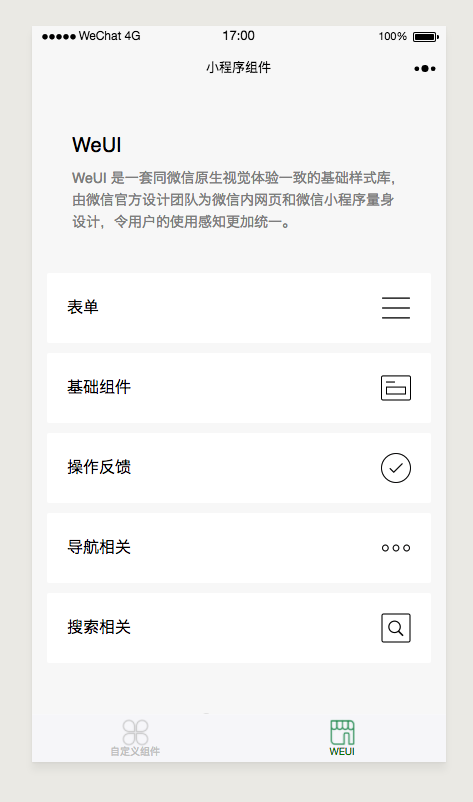 WeChat 4G 17:00 100%
小程序组件
WeUI
WeUI 是一套同微信原生视觉体验一致的基础样式库，
由微信官方设计团队为微信内网页和微信小程序量身
设计，令用户的使用感知更加统一。
表单
基础组件
操作反馈
导航相关
搜索相关
自定义组件 WEUI